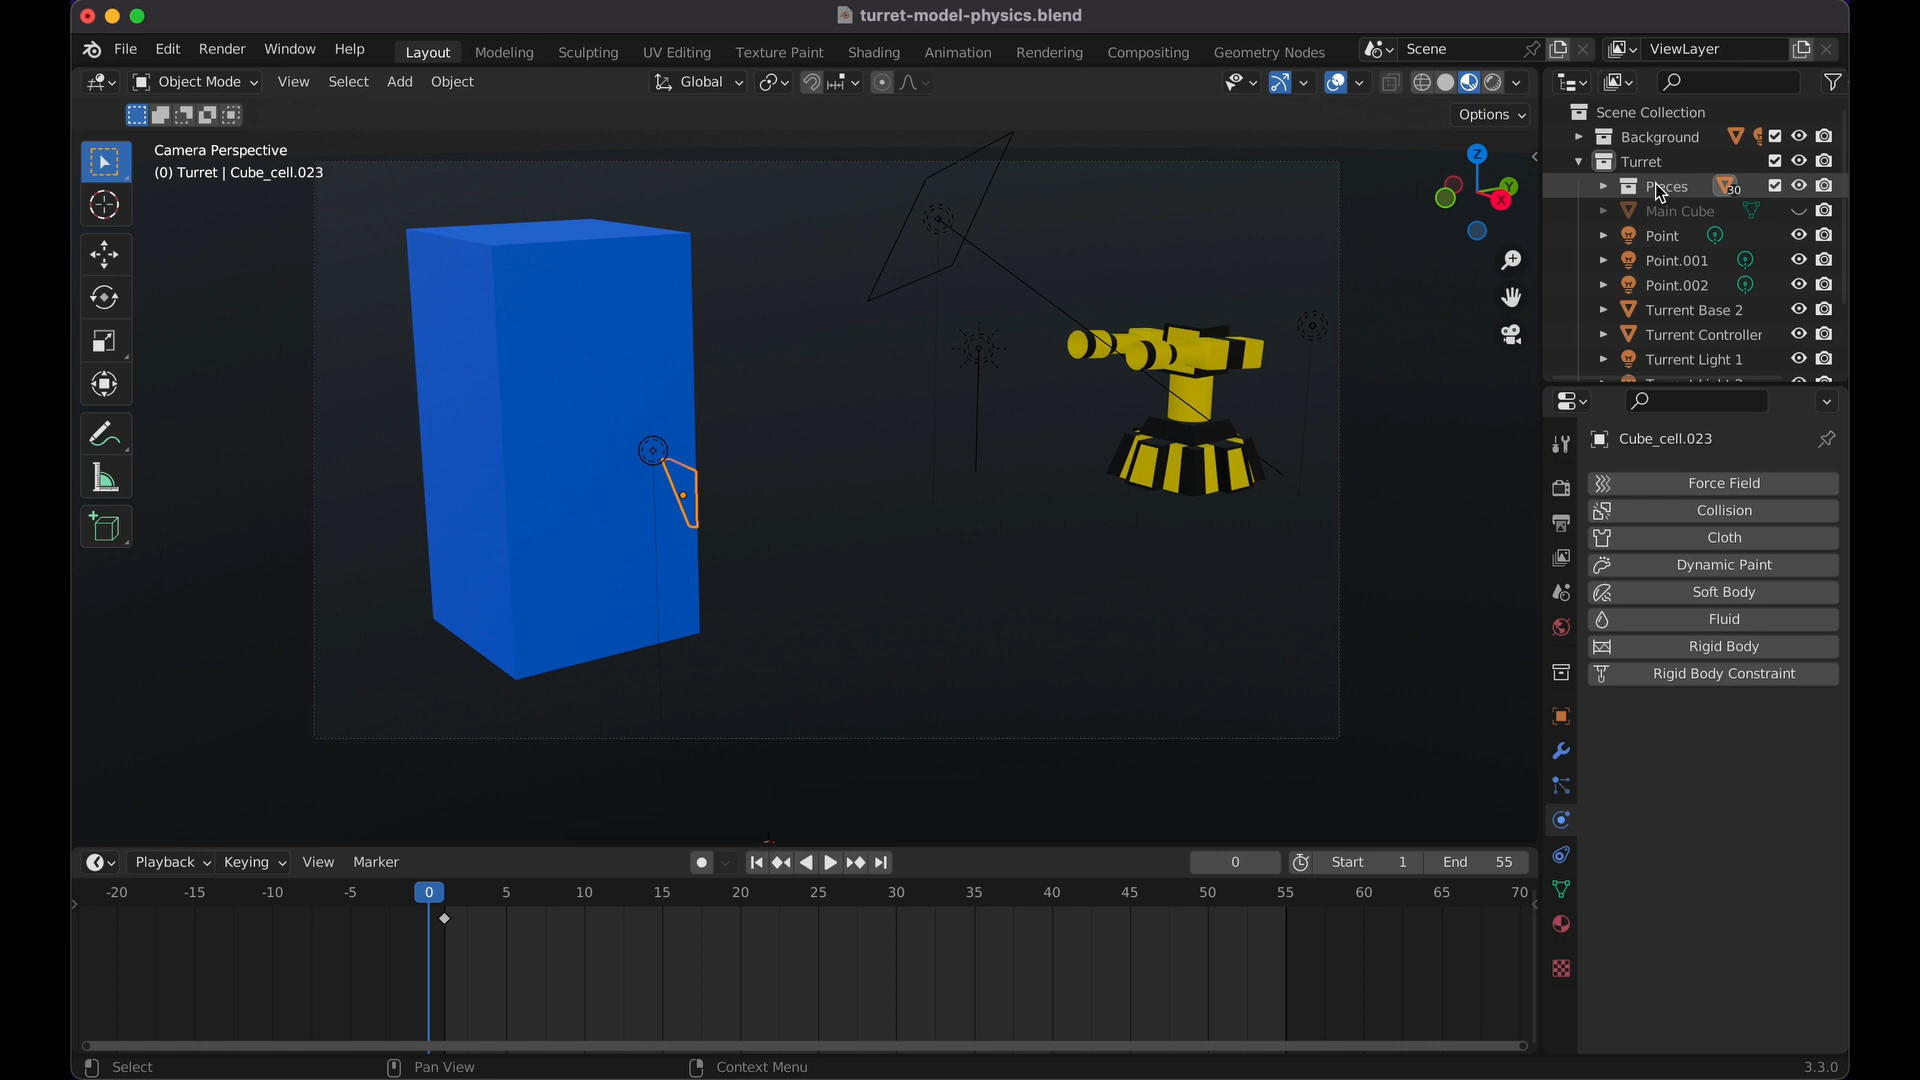 turret-model-physics.blend
File Edit Render Window Help Layout Modeling Sculpting UV Editing Texture Paint Shading Animation Rendering Compositing Geometry Nodes Scene ViewLayer
Object Mode View Select Add Object Global
Options
Camera Perspective
(0) Turret | Cube_cell.023
Z
Y
X
Scene Collection
Background
Turret
Pieces 30
Main Cube
Point
Point.001
Point.002
Turrent Base 2
Turrent Controller
Turrent Light 1
Cube_cell.023
Force Field
Collision
Cloth
Dynamic Paint
Soft Body
Fluid
Rigid Body
Rigid Body Constraint
Playback Keying View Marker 0 Start 1 End 55
-20 -15 -10 -5 0 5 10 15 20 25 30 35 40 45 50 55 60 65 70
Select Pan View Context Menu 3.3.0